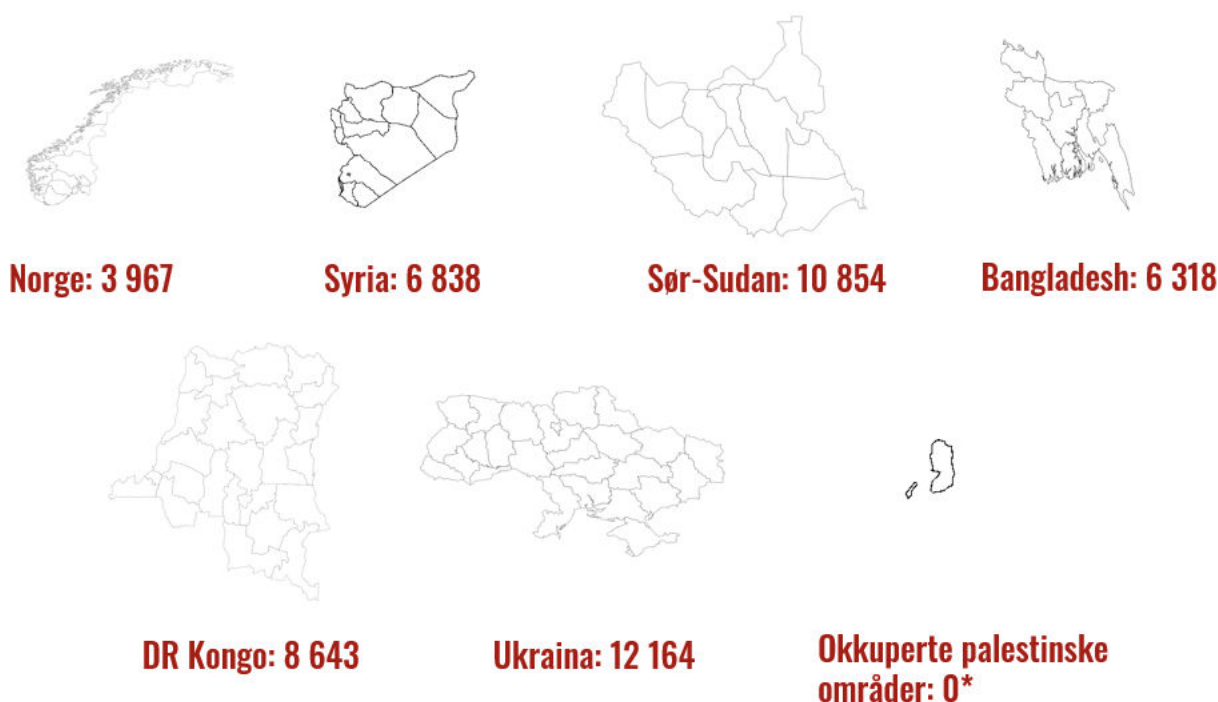 Norge: 3 967
Syria: 6 838
Sør-Sudan: 10 854
Bangladesh: 6 318
DR Kongo: 8 643
Ukraina: 12 164
Okkuperte palestinske
områder: 0*